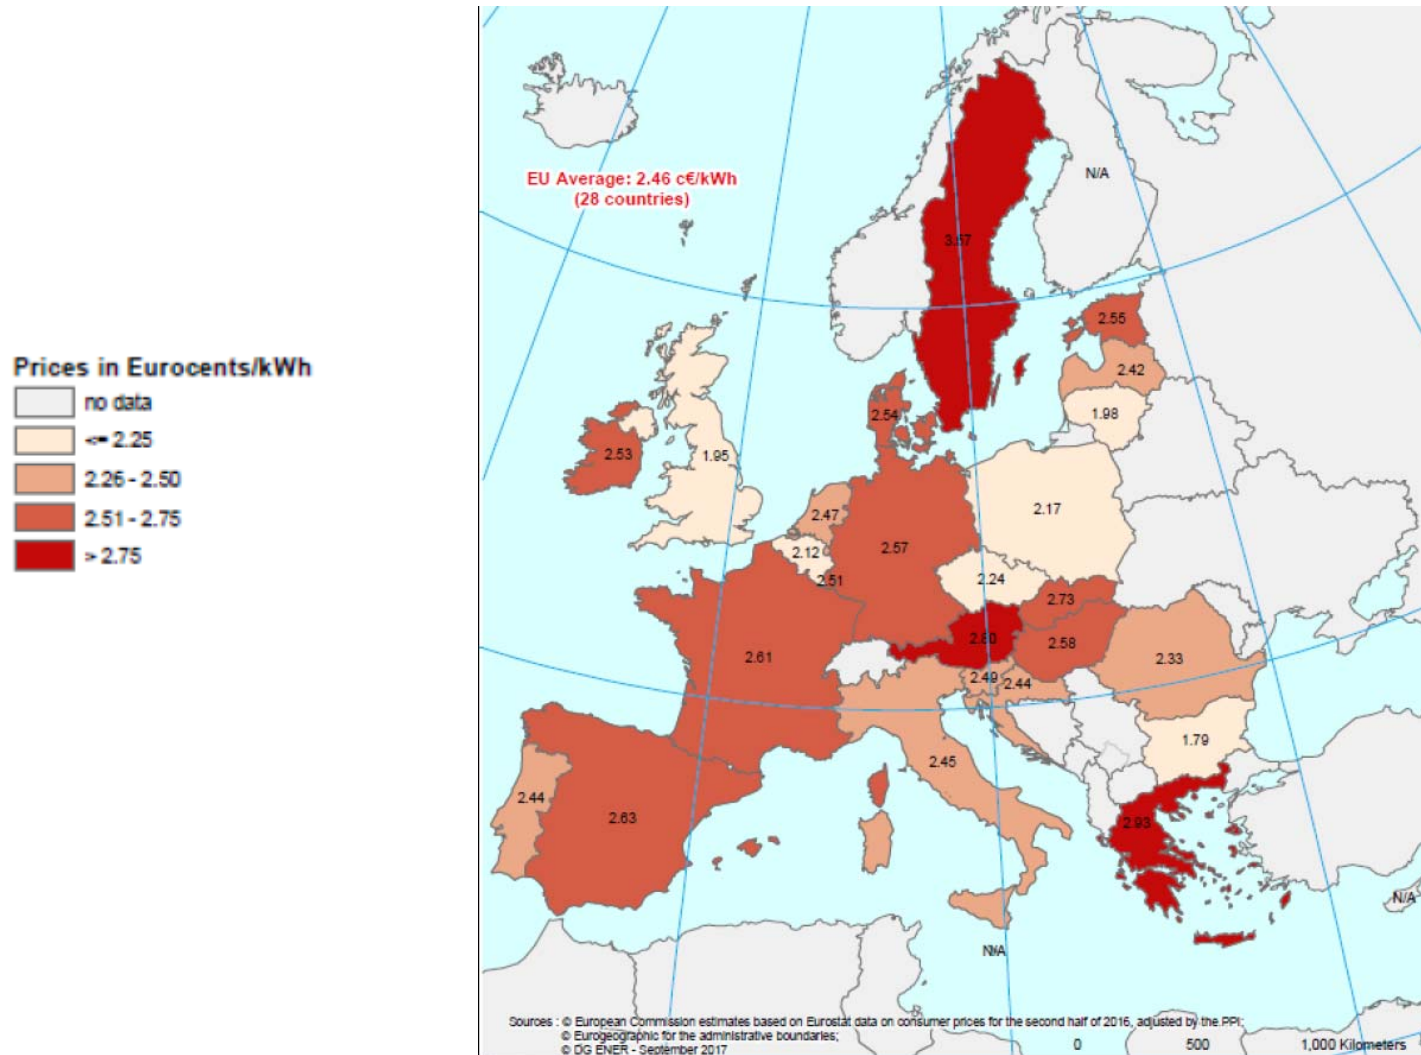 EU Average: 2.46 c€/kWh
(28 countries)
N/A
3.67
2.55
2.42
1.98
2.54
2.53
1.95
2.47
2.17
2.12
2.57
2.51
2.24
2.73
2.80
2.58
2.61
2.33
2.49
2.44
1.79
2.45
2.44
2.63
2.93
N/A
N/A
Prices in Eurocents/kWh
no data
<= 2.25
2.26 - 2.50
2.51 - 2.75
> 2.75
Sources : © European Commission estimates based on Eurostat data on consumer prices for the second half of 2016, adjusted by the PPI;
© Eurogeographic for the administrative boundaries;
© DG ENER - September 2017
0 500 1,000 Kilometers